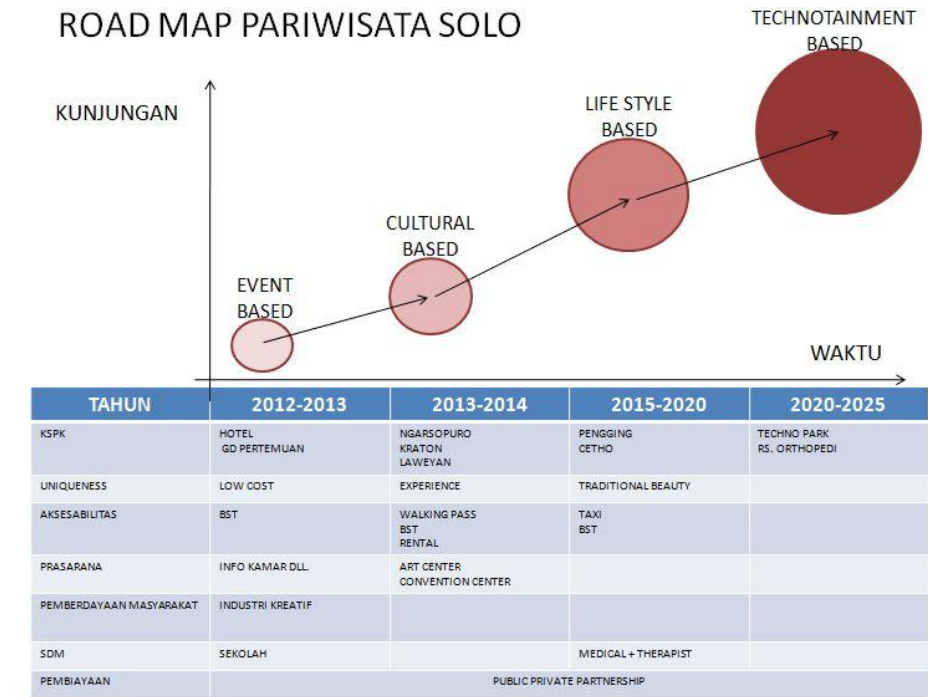 ROAD MAP PARIWISATA SOLO
TECHNOTAINMENT
BASED
KUNJUNGAN
LIFE STYLE
BASED
CULTURAL
BASED
EVENT
BASED
WAKTU
TAHUN 2012-2013 2013-2014 2015-2020 2020-2025
KSPK HOTEL NGARSOPURO PENGGING TECHNO PARK
GD PERTEMUAN KRATON CETHO RS. ORTHOPEDI
LAWEYAN
UNIQUENESS LOW COST EXPERIENCE TRADITIONAL BEAUTY
AKSESABILITAS BST WALKING PASS TAXI
BST BST
RENTAL
PRASARANA INFO KAMAR DLL. ART CENTER
CONVENTION CENTER
PEMBERDAYAAN MASYARAKAT INDUSTRI KREATIF
SDM SEKOLAH MEDICAL + THERAPIST
PEMBIAYAAN PUBLIC PRIVATE PARTNERSHIP